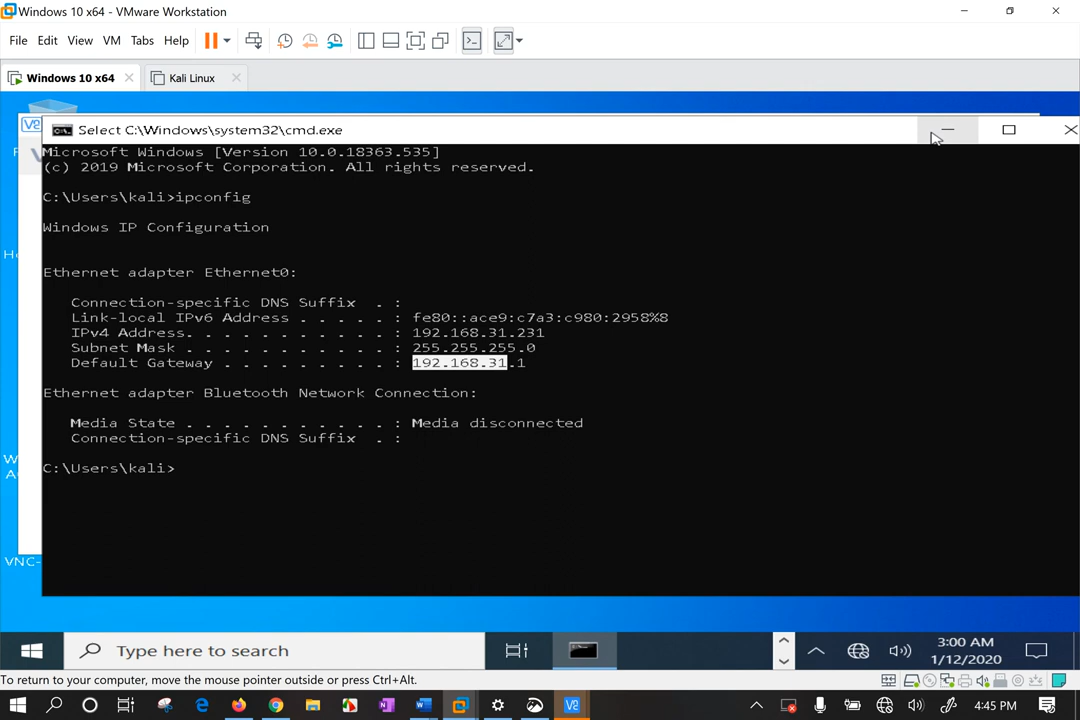 Windows 10 x64 - VMware Workstation
File Edit View VM Tabs Help
Windows 10 x64 Kali Linux
Select C:\Windows\system32\cmd.exe
Microsoft Windows [Version 10.0.18363.535]
(c) 2019 Microsoft Corporation. All rights reserved.
C:\Users\kali>ipconfig
Windows IP Configuration
Ethernet adapter Ethernet0:
Connection-specific DNS Suffix . :
Link-local IPv6 Address . . . . . : fe80::ace9:c7a3:c980:2958%8
IPv4 Address. . . . . . . . . . . : 192.168.31.231
Subnet Mask . . . . . . . . . . . : 255.255.255.0
Default Gateway . . . . . . . . . : 192.168.31.1
Ethernet adapter Bluetooth Network Connection:
Media State . . . . . . . . . . . : Media disconnected
Connection-specific DNS Suffix . :
C:\Users\kali>
VNC-
Type here to search
3:00 AM
1/12/2020
To return to your computer, move the mouse pointer outside or press Ctrl+Alt.
4:45 PM